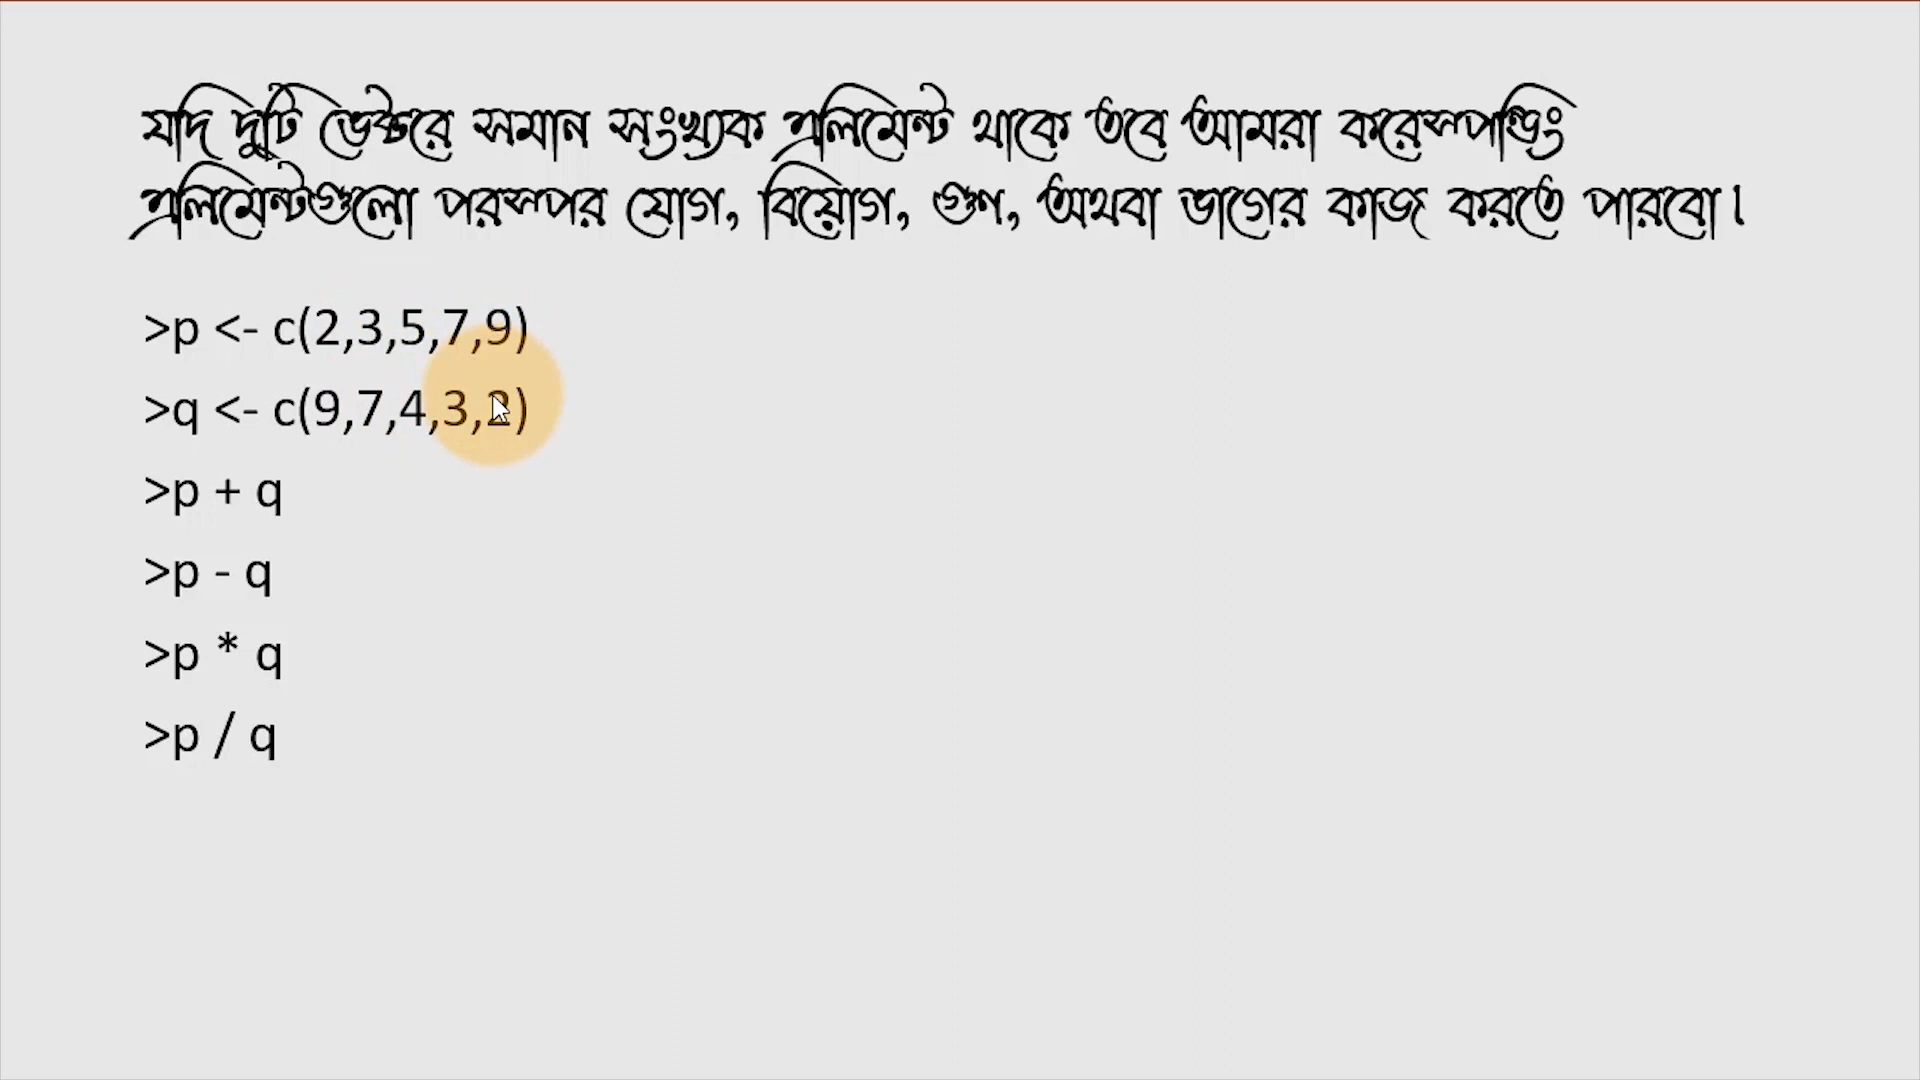 যদি দুটি ভেক্টরে সমান সংখ্যক এলিমেন্ট থাকে তবে আমরা করেসপন্ডিং
এলিমেন্টগুলো পরস্পর যোগ, বিয়োগ, গুণ, অথবা ভাগের কাজ করতে পারবো।
>p <- c(2,3,5,7,9)
>q <- c(9,7,4,3,2)
>p + q
>p - q
>p * q
>p / q